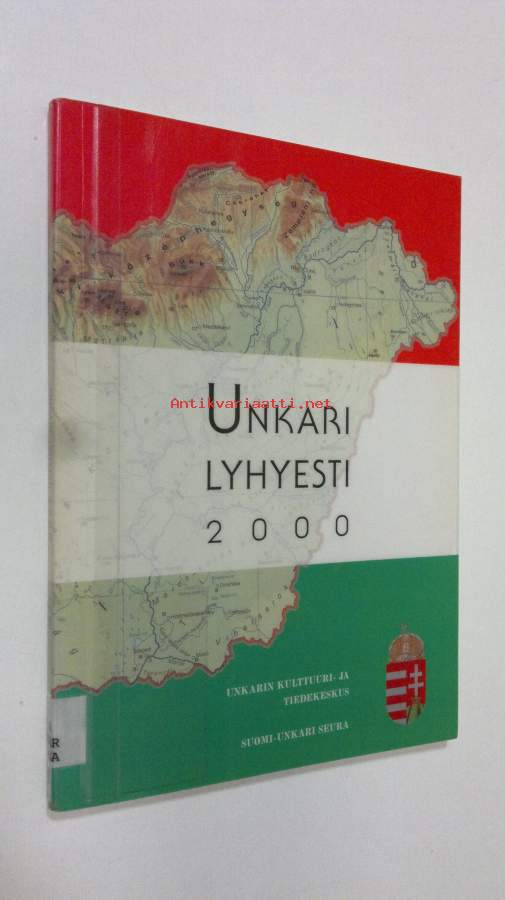 Antikvariaatti.net
UNKARI
LYHYESTI
2000
UNKARIN KULTTUURI- JA
TIEDEKESKUS
SUOMI-UNKARI SEURA
R
A